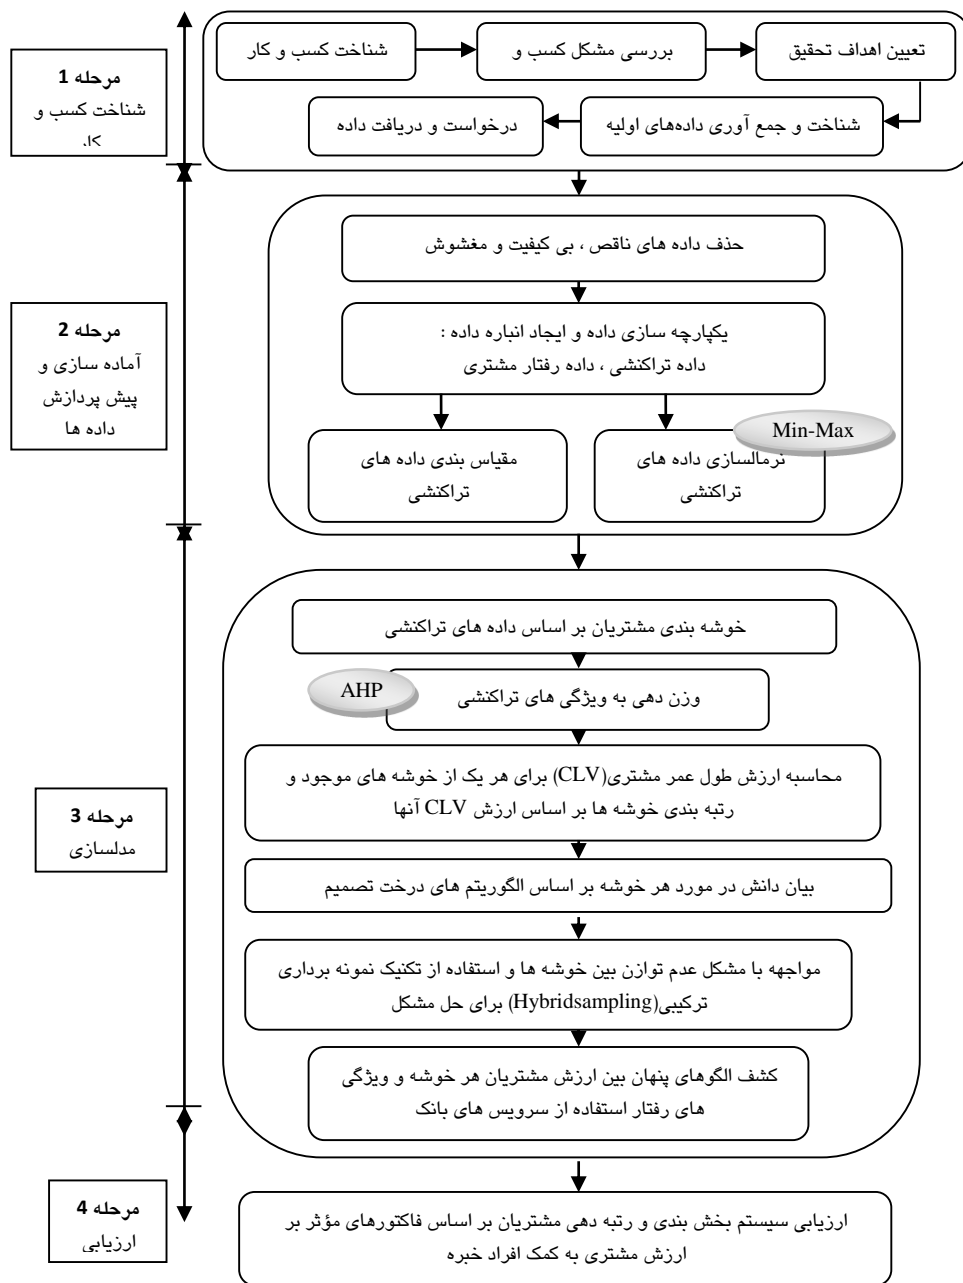 مرحله 1
شناخت کسب و
کار
شناخت کسب و کار
بررسی مشکل کسب و
تعیین اهداف تحقیق
شناخت و جمع آوری داده‌های اولیه
درخواست و دریافت داده
مرحله 2
آماده سازی و
پیش پردازش
داده ها
حذف داده های ناقص ، بی کیفیت و مغشوش
یکپارچه سازی داده و ایجاد انباره داده :
داده تراکنشی ، داده رفتار مشتری
Min-Max
نرمالسازی داده های
تراکنشی
مقیاس بندی داده های
تراکنشی
مرحله 3
مدلسازی
خوشه بندی مشتریان بر اساس داده های تراکنشی
AHP
وزن دهی به ویژگی های تراکنشی
محاسبه ارزش طول عمر مشتری(CLV) برای هر یک از خوشه های موجود و
رتبه بندی خوشه ها بر اساس ارزش CLV آنها
بیان دانش در مورد هر خوشه بر اساس الگوریتم های درخت تصمیم
مواجهه با مشکل عدم توازن بین خوشه ها و استفاده از تکنیک نمونه برداری
ترکیبی(Hybridsampling) برای حل مشکل
کشف الگوهای پنهان بین ارزش مشتریان هر خوشه و ویژگی
های رفتار استفاده از سرویس های بانک
مرحله 4
ارزیابی
ارزیابی سیستم بخش بندی و رتبه دهی مشتریان بر اساس فاکتورهای مؤثر بر
ارزش مشتری به کمک افراد خبره